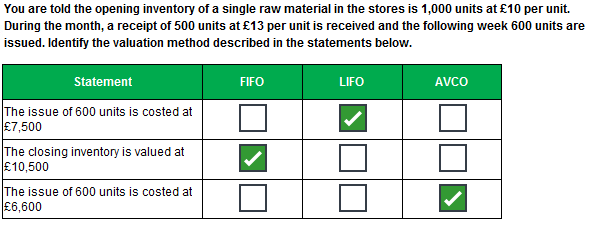 You are told the opening inventory of a single raw material in the stores is 1,000 units at £10 per unit.
During the month, a receipt of 500 units at £13 per unit is received and the following week 600 units are
issued. Identify the valuation method described in the statements below.
Statement FIFO LIFO AVCO
The issue of 600 units is costed at
£7,500
The closing inventory is valued at
£10,500
The issue of 600 units is costed at
£6,600